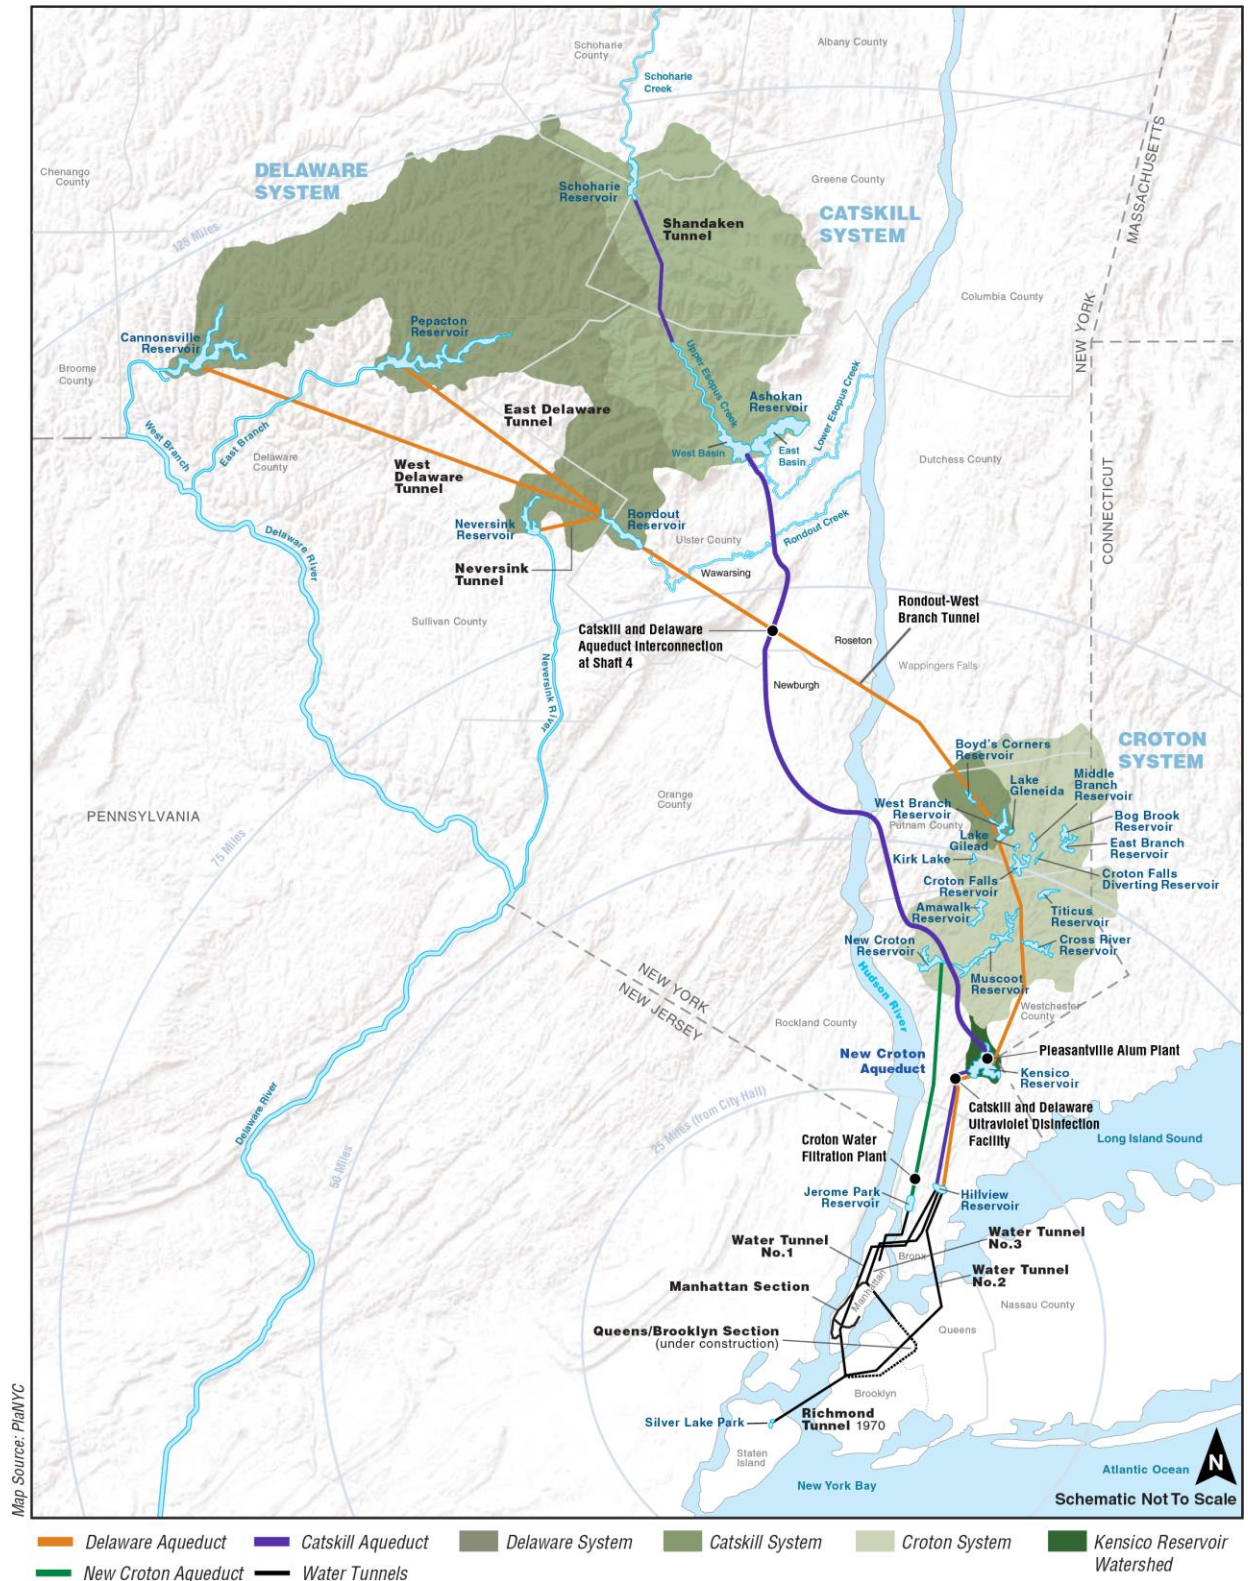 Schoharie
County
Albany County
Schoharie
Creek
MASSACHUSETTS
DELAWARE
SYSTEM
Chenango
County
Schoharie
Reservoir
Greene County
Shandaken
Tunnel
CATSKILL
SYSTEM
128 Miles
Columbia County
NEW YORK
Cannonsville
Reservoir
Pepacton
Reservoir
Broome
County
Upper Esopus Creek
Lower Esopus Creek
Ashokan
Reservoir
East Delaware
Tunnel
West Branch
East Branch
Delaware
County
West Basin
East
Basin
Dutchess County
West
Delaware
Tunnel
CONNECTICUT
Neversink
Reservoir
Rondout
Reservoir
Rondout Creek
Delaware River
Ulster County
Neversink
Tunnel
Wawarsing
Sullivan County
Catskill and Delaware
Aqueduct Interconnection
at Shaft 4
Rondout-West
Branch Tunnel
Roseton
Wappingers Falls
Neversink River
Newburgh
Boyd's Corners
Reservoir
CROTON
SYSTEM
Lake
Gleneida
Middle
Branch
Reservoir
Orange
County
West Branch
Reservoir
Putnam County
PENNSYLVANIA
Bog Brook
Reservoir
Lake
Gilead
East Branch
Reservoir
75 Miles
Kirk Lake
Croton Falls
Reservoir
Croton Falls
Diverting Reservoir
Amawalk
Reservoir
Titicus
Reservoir
New Croton
Reservoir
Cross River
Reservoir
Muscoot
Reservoir
NEW YORK
NEW JERSEY
Hudson River
Westchester
County
Rockland County
New Croton
Aqueduct
Pleasantville Alum Plant
Kensico
Reservoir
Delaware River
25 Miles (from City Hall)
Catskill and Delaware
Ultraviolet Disinfection
Facility
Long Island Sound
50 Miles
Croton Water
Filtration Plant
Jerome Park
Reservoir
Hillview
Reservoir
Water Tunnel
No.1
Bronx
Water Tunnel
No.3
Water Tunnel
No.2
Manhattan Section
Manhattan
Nassau County
Queens/Brooklyn Section
(under construction)
Queens
Brooklyn
Silver Lake Park
Richmond
Tunnel 1970
Staten
Island
New York Bay
Atlantic Ocean
N
Schematic Not To Scale
Map Source: PlaNYC
Delaware Aqueduct
Catskill Aqueduct
Delaware System
Catskill System
Croton System
Kensico Reservoir
Watershed
New Croton Aqueduct
Water Tunnels